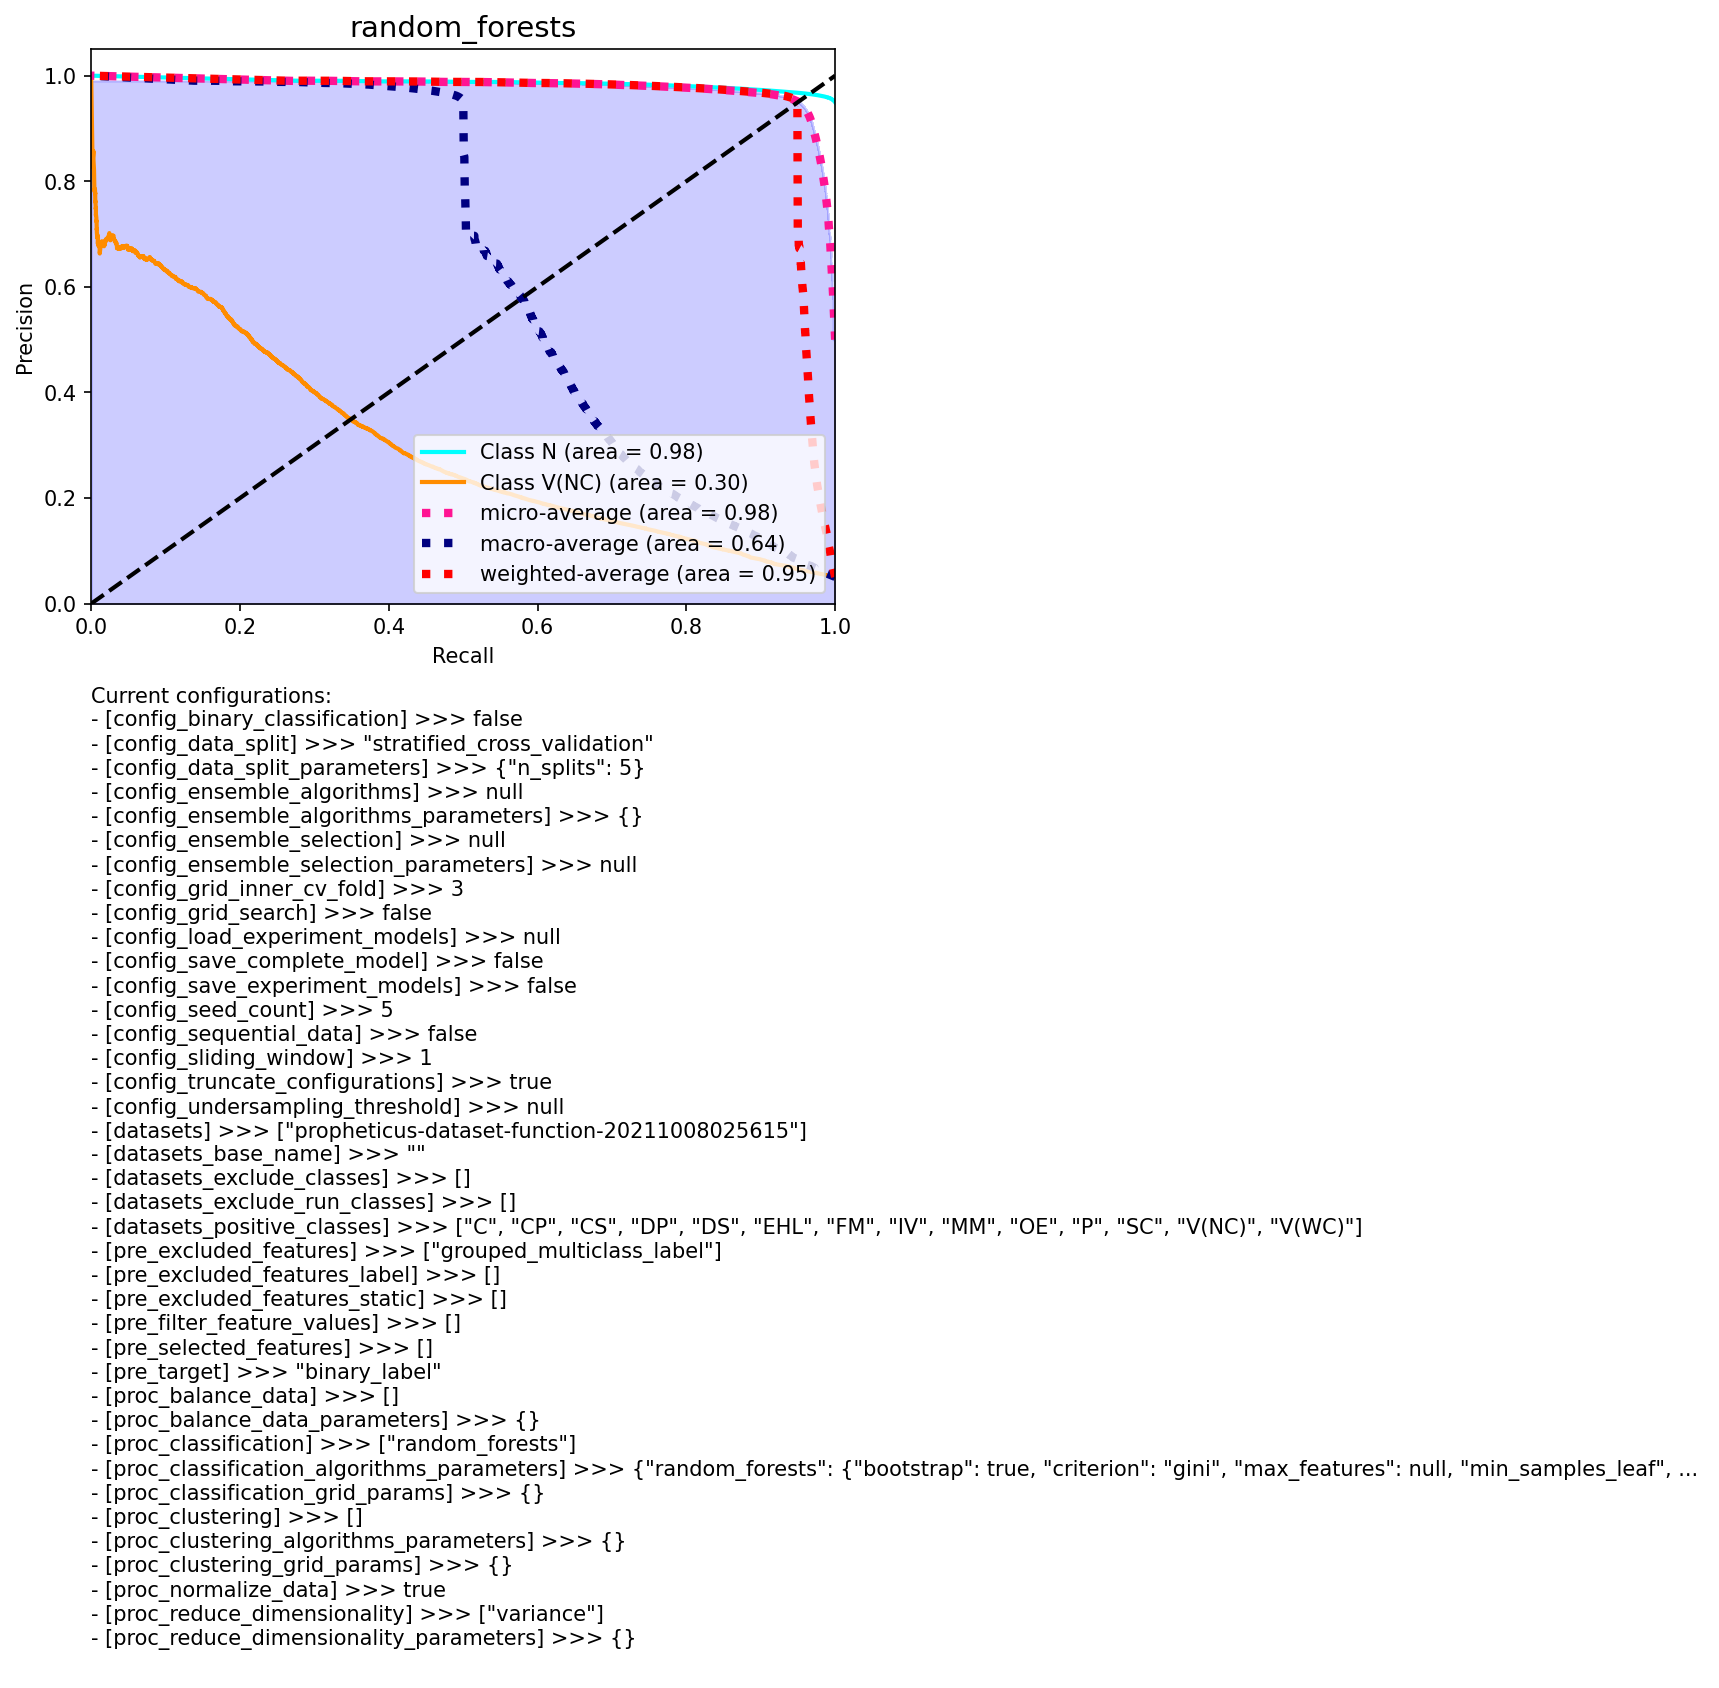 random_forests
1.0
0.8
0.6
0.4
0.2
0.0
Precision
Class N (area = 0.98)
Class V(NC) (area = 0.30)
micro-average (area = 0.98)
macro-average (area = 0.64)
weighted-average (area = 0.95)
0.0 0.2 0.4 0.6 0.8 1.0
Recall
Current configurations:
- [config_binary_classification] >>> false
- [config_data_split] >>> "stratified_cross_validation"
- [config_data_split_parameters] >>> {"n_splits": 5}
- [config_ensemble_algorithms] >>> null
- [config_ensemble_algorithms_parameters] >>> {}
- [config_ensemble_selection] >>> null
- [config_ensemble_selection_parameters] >>> null
- [config_grid_inner_cv_fold] >>> 3
- [config_grid_search] >>> false
- [config_load_experiment_models] >>> null
- [config_save_complete_model] >>> false
- [config_save_experiment_models] >>> false
- [config_seed_count] >>> 5
- [config_sequential_data] >>> false
- [config_sliding_window] >>> 1
- [config_truncate_configurations] >>> true
- [config_undersampling_threshold] >>> null
- [datasets] >>> ["propheticus-dataset-function-20211008025615"]
- [datasets_base_name] >>> ""
- [datasets_exclude_classes] >>> []
- [datasets_exclude_run_classes] >>> []
- [datasets_positive_classes] >>> ["C", "CP", "CS", "DP", "DS", "EHL", "FM", "IV", "MM", "OE", "P", "SC", "V(NC)", "V(WC)"]
- [pre_excluded_features] >>> ["grouped_multiclass_label"]
- [pre_excluded_features_label] >>> []
- [pre_excluded_features_static] >>> []
- [pre_filter_feature_values] >>> []
- [pre_selected_features] >>> []
- [pre_target] >>> "binary_label"
- [proc_balance_data] >>> []
- [proc_balance_data_parameters] >>> {}
- [proc_classification] >>> ["random_forests"]
- [proc_classification_algorithms_parameters] >>> {"random_forests": {"bootstrap": true, "criterion": "gini", "max_features": null, "min_samples_leaf", ...
- [proc_classification_grid_params] >>> {}
- [proc_clustering] >>> []
- [proc_clustering_algorithms_parameters] >>> {}
- [proc_clustering_grid_params] >>> {}
- [proc_normalize_data] >>> true
- [proc_reduce_dimensionality] >>> ["variance"]
- [proc_reduce_dimensionality_parameters] >>> {}